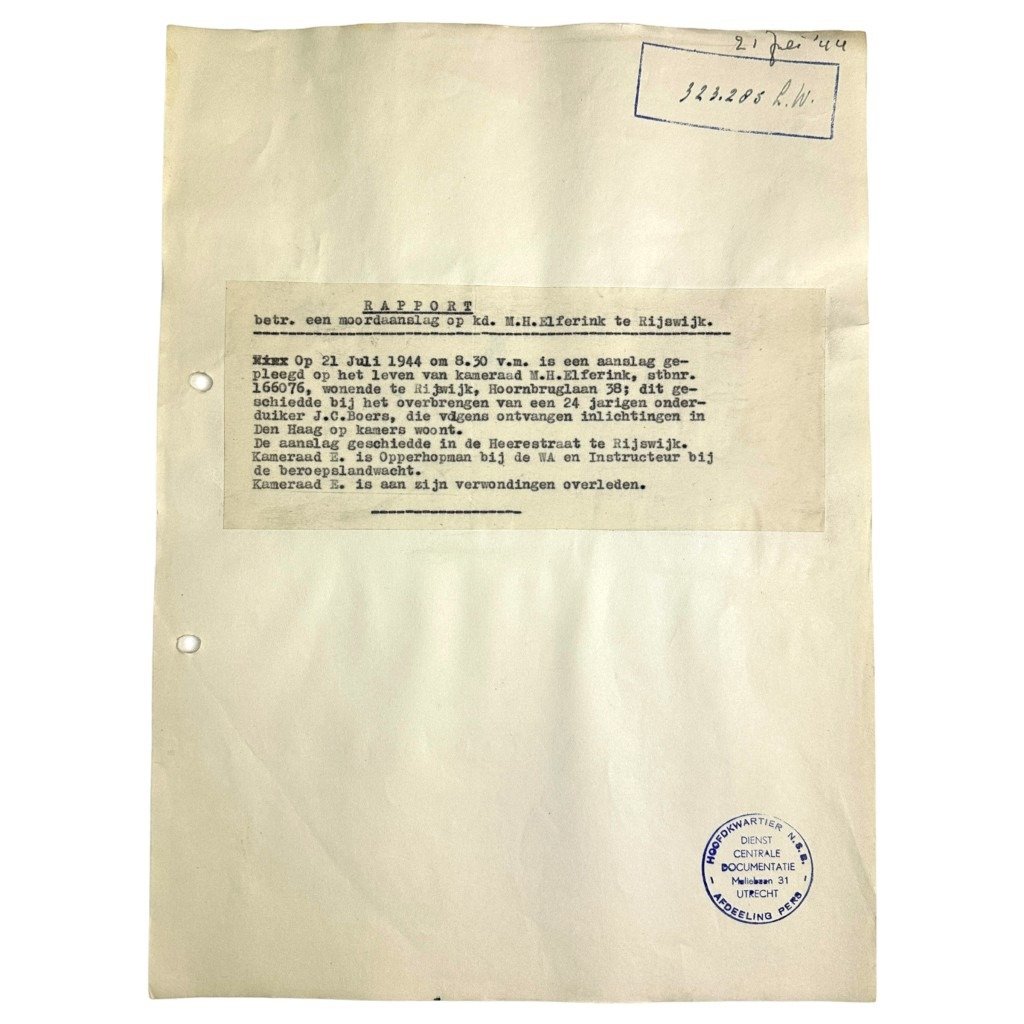 21 Juli '44
323.285 L.W.
RAPPORT
betr. een moordaanslag op kd. M.H.Elferink te Rijswijk.
Op 21 Juli 1944 om 8.30 v.m. is een aanslag ge-
pleegd op het leven van kameraad M.H.Elferink, stbnr.
166076, wonende te Rijwijk, Hoornbruglaan 38; dit ge-
schiedde bij het overbrengen van een 24 jarigen onder-
duiker J.C.Boers, die volgens ontvangen inlichtingen in
Den Haag op kamers woont.
De aanslag geschiedde in de Heerestraat te Rijswijk.
Kameraad E. is Opperhopman bij de WA en Instructeur bij
de beroepslandwacht.
Kameraad E. is aan zijn verwondingen overleden.
HOOFDKWARTIER N.S.B.
DIENST
CENTRALE
DOCUMENTATIE
Maliebaan 31
UTRECHT
AFDEELING PERS